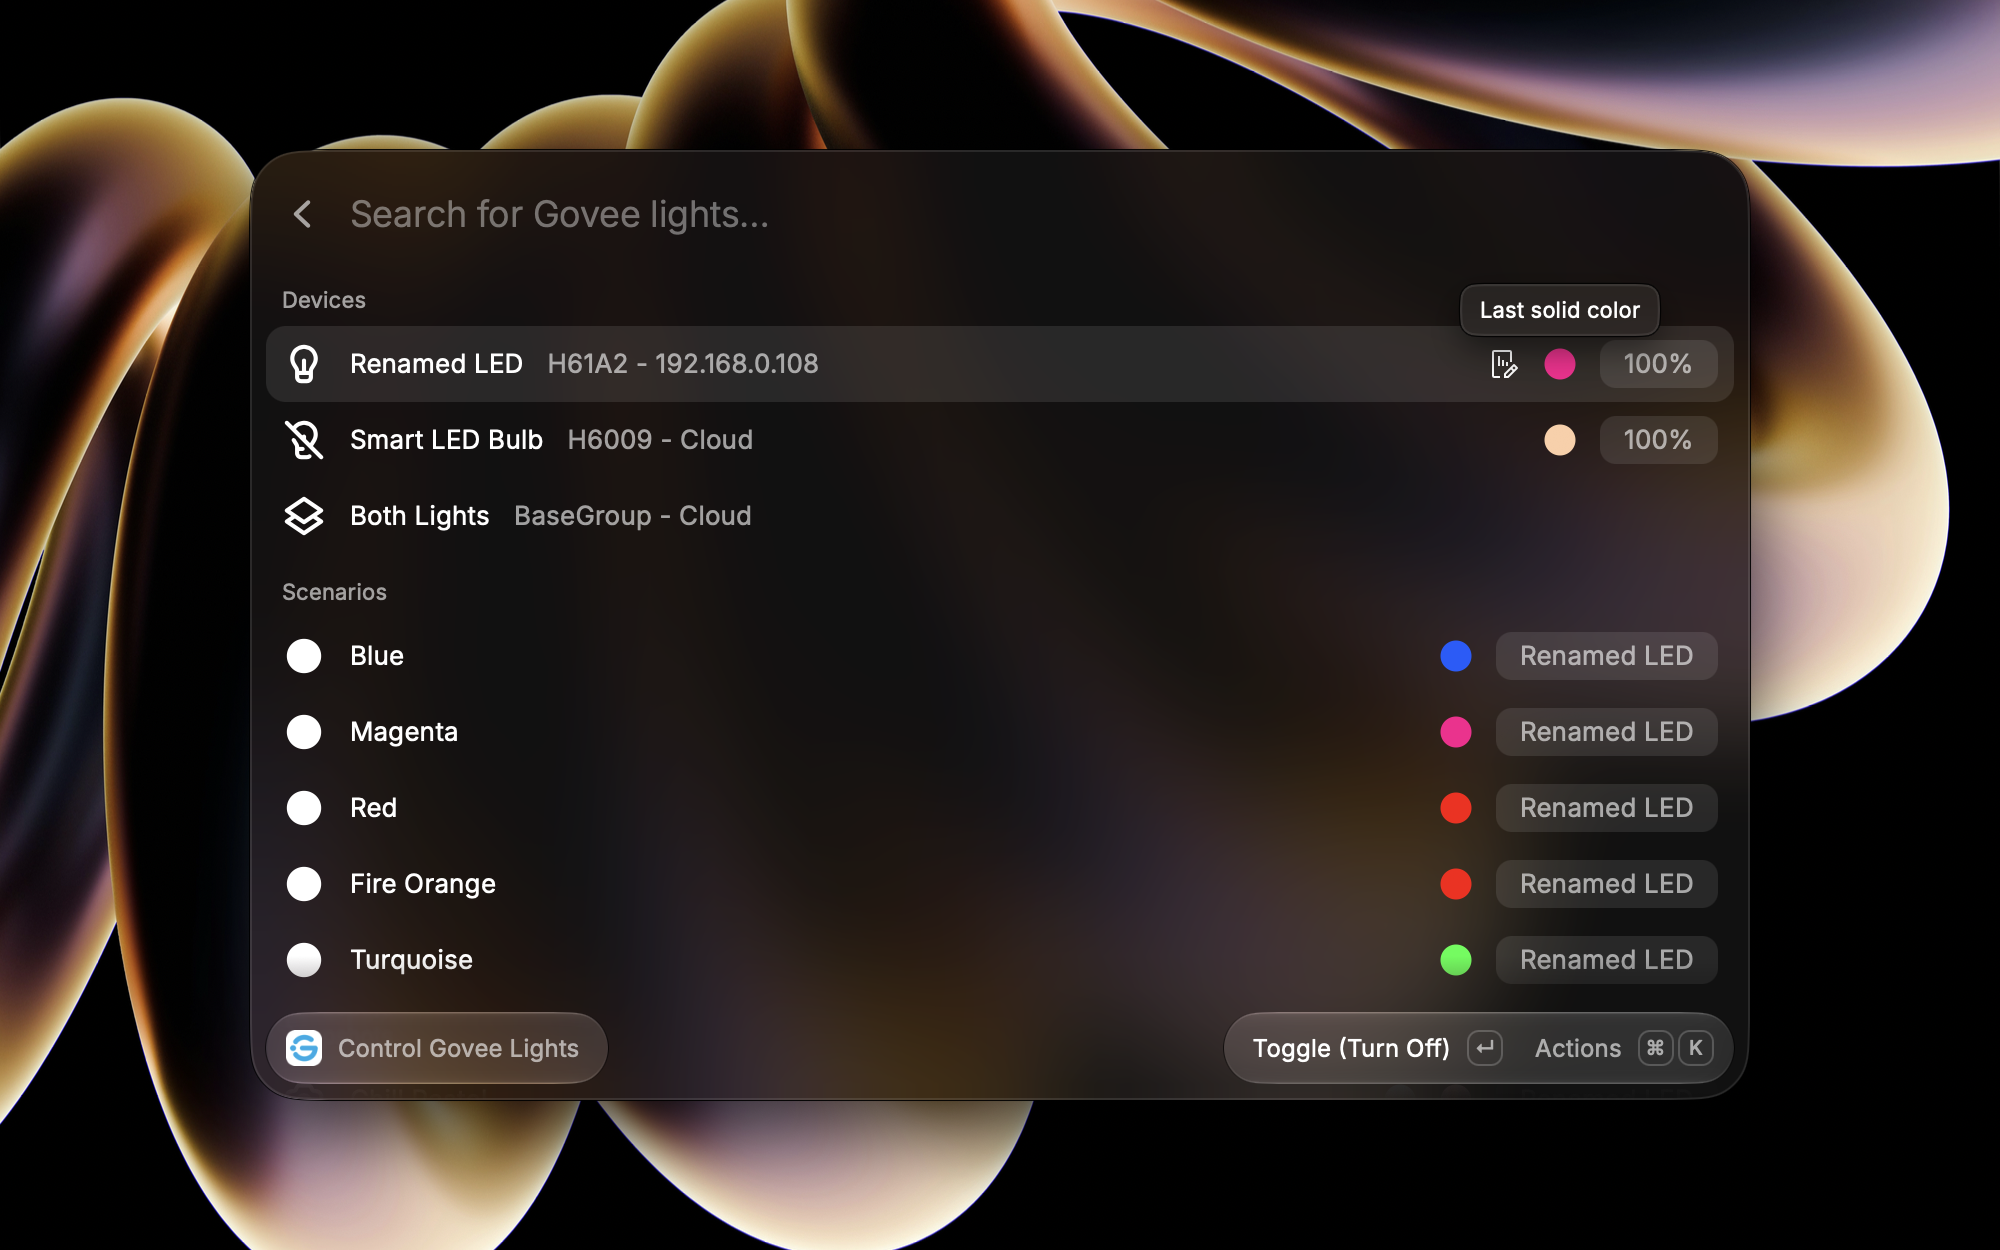 Search for Govee lights...
Devices
Last solid color
Renamed LED H61A2 - 192.168.0.108 100%
Smart LED Bulb H6009 - Cloud 100%
Both Lights BaseGroup - Cloud
Scenarios
Blue Renamed LED
Magenta Renamed LED
Red Renamed LED
Fire Orange Renamed LED
Turquoise Renamed LED
Control Govee Lights Toggle (Turn Off) ↵ Actions ⌘ K